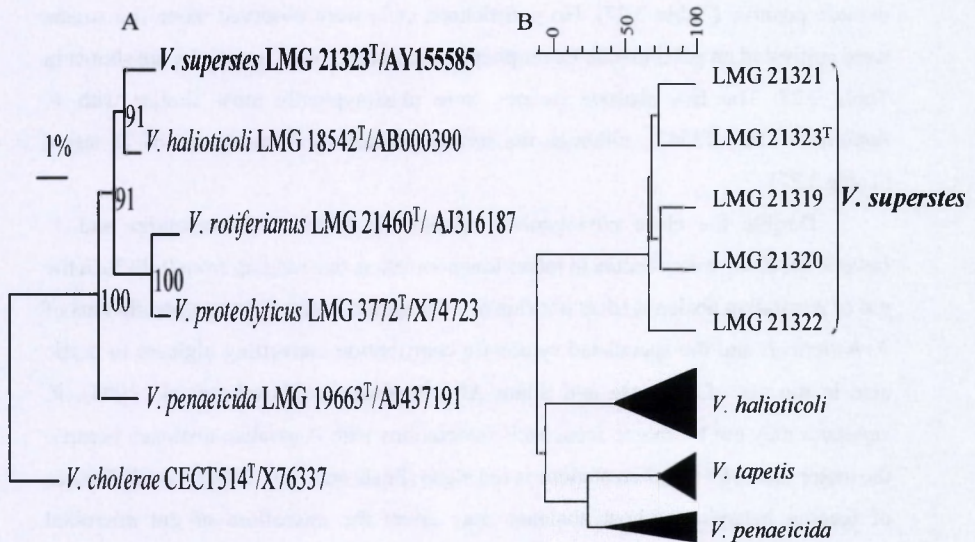 A
V. superstes LMG 21323T/AY155585
91
1%
V. halioticoli LMG 18542T/AB000390
91
V. rotiferianus LMG 21460T/ AJ316187
100
100
V. proteolyticus LMG 3772T/X74723
V. penaeicida LMG 19663T/AJ437191
V. cholerae CECT514T/X76337
B
0 50 100
LMG 21321
LMG 21323T
LMG 21319
V. superstes
LMG 21320
LMG 21322
V. halioticoli
V. tapetis
V. penaeicida